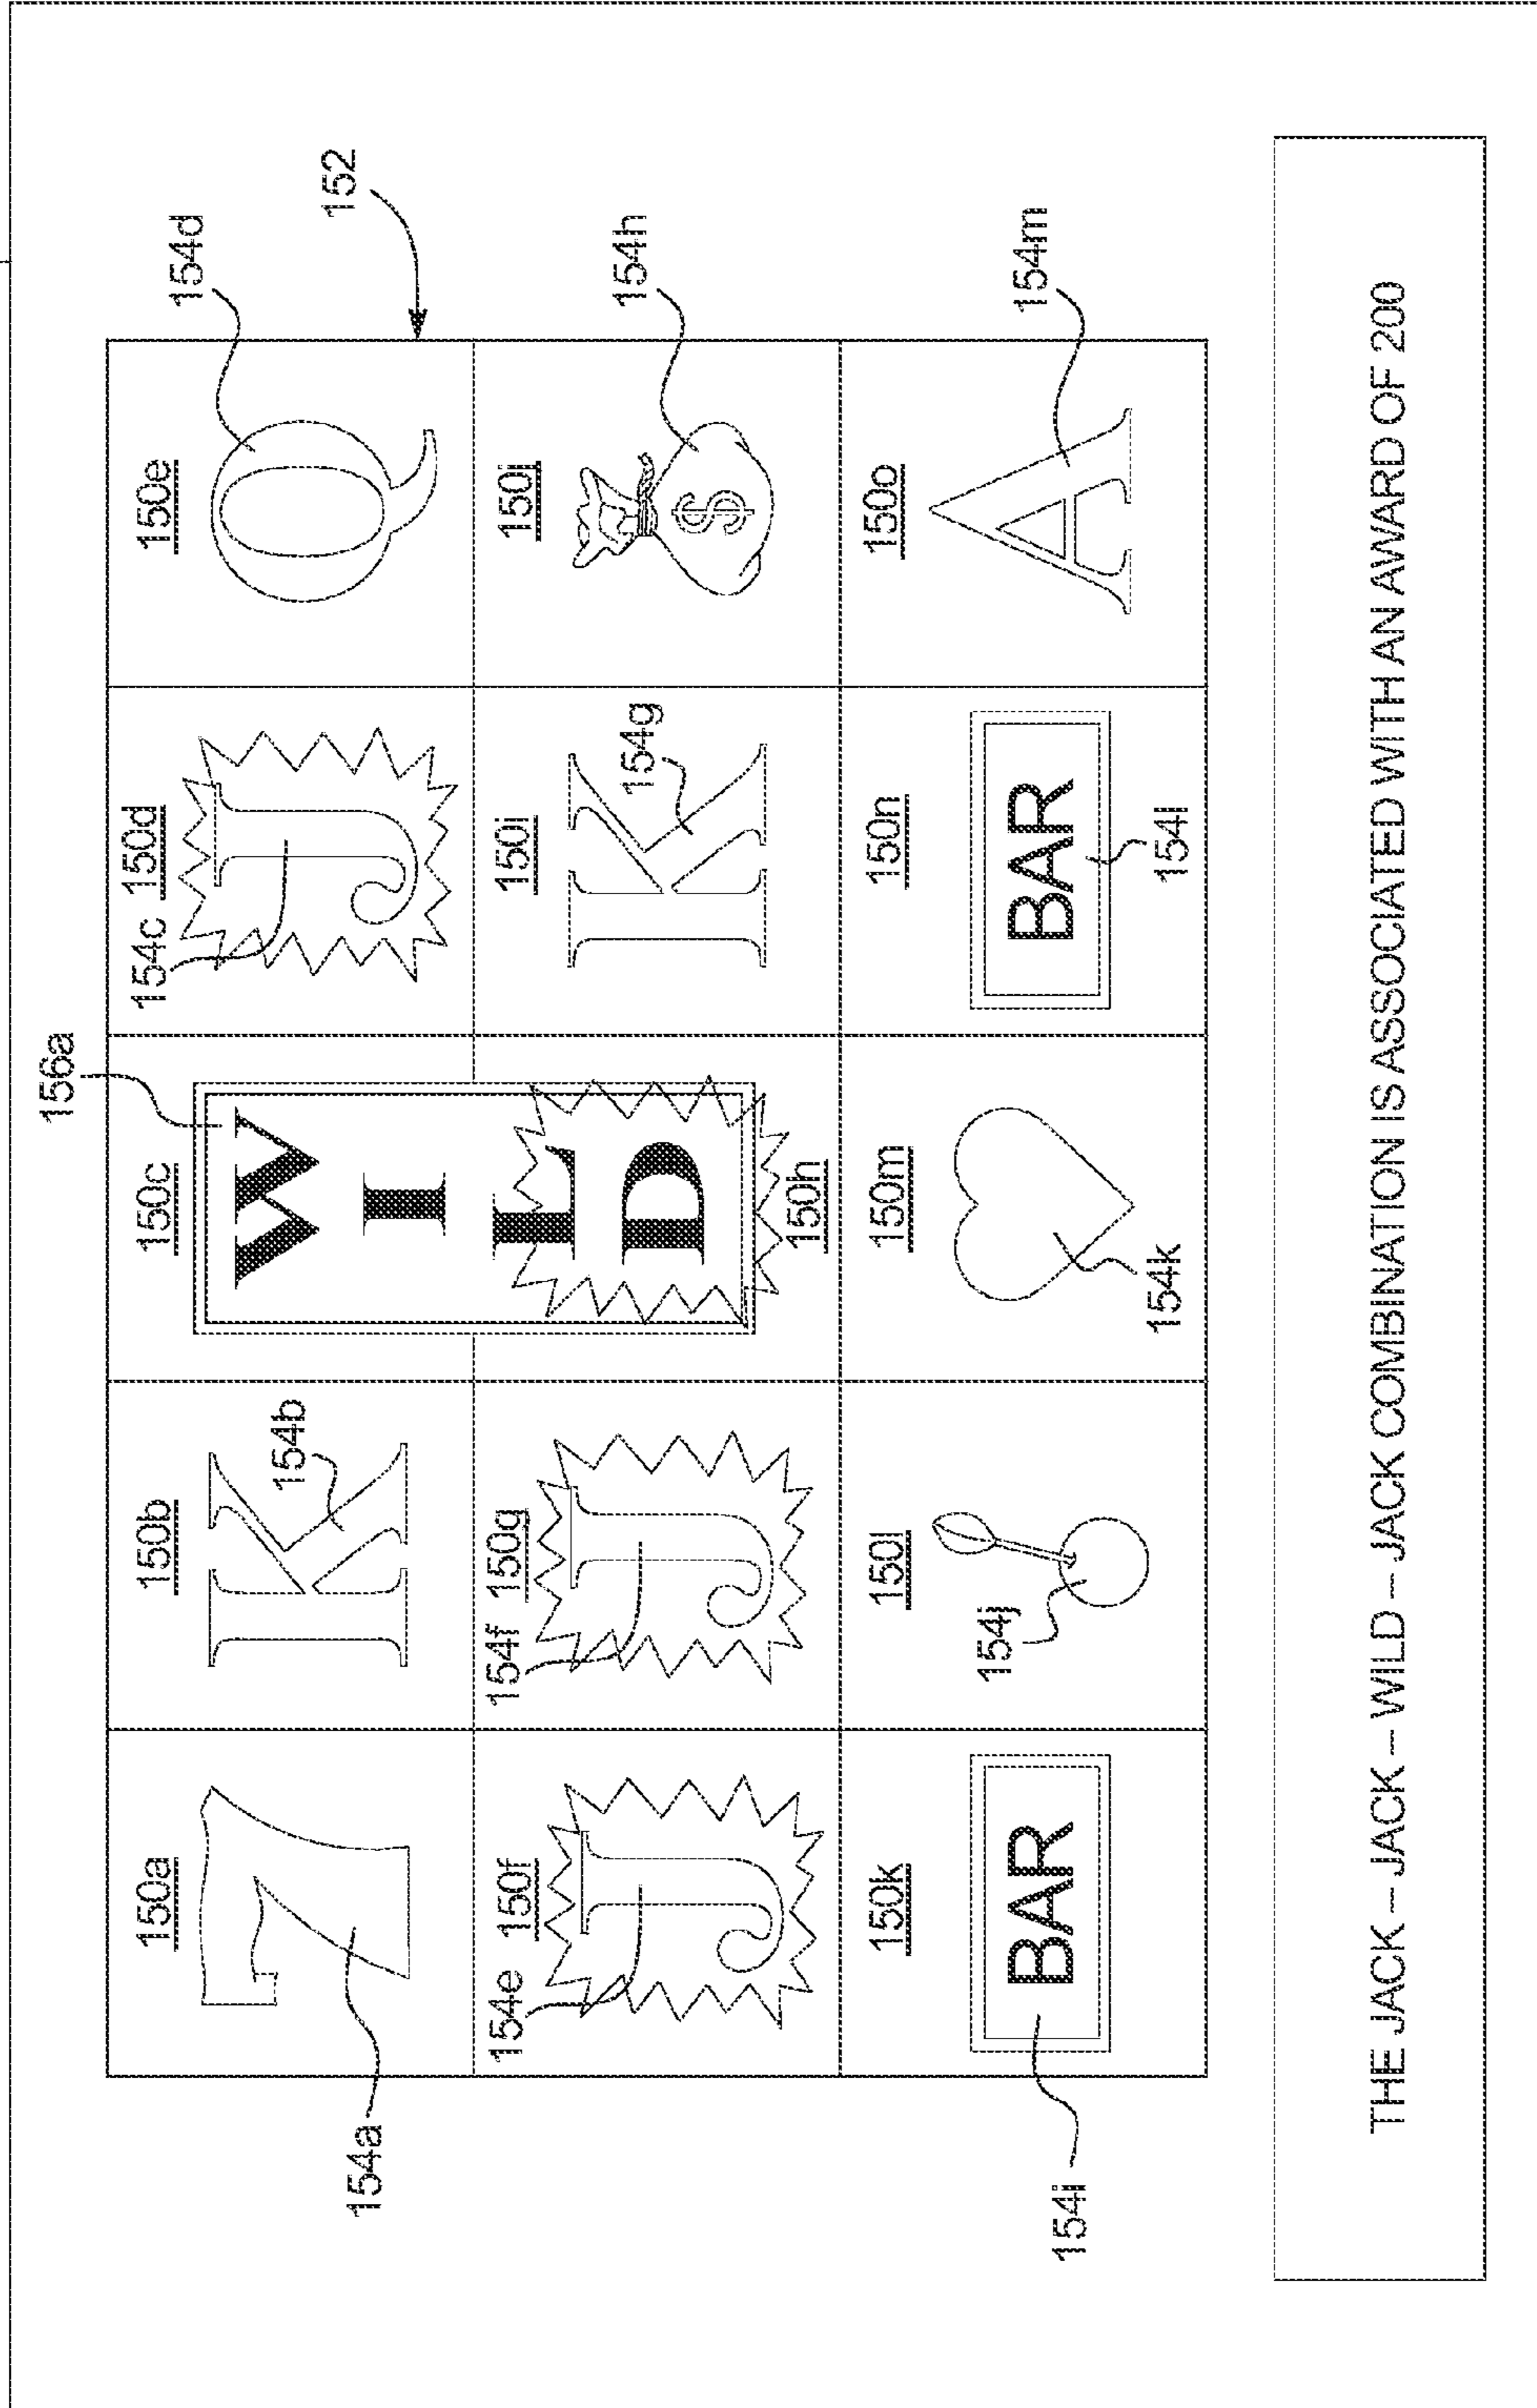 156a
150a
150b
150c
154c 150d
150e
154d
7
K
W
J
Q
152
154a
154b
I
154e 150f
154f 150g
L
150i
150j
J
J
D
K
$
154h
154g
150h
150k
150l
150m
150n
150o
BAR
BAR
A
154m
154i
154j
154k
154l
THE JACK – JACK – WILD – JACK COMBINATION IS ASSOCIATED WITH AN AWARD OF 200